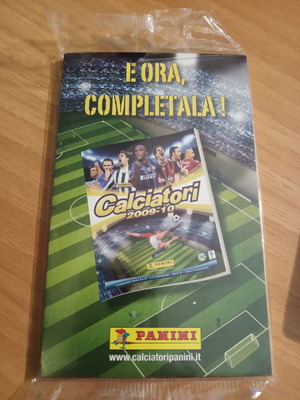 E ORA,
COMPLETALA!
Calciatori
2009-10
PANINI
PANINI
www.calciatoripanini.it